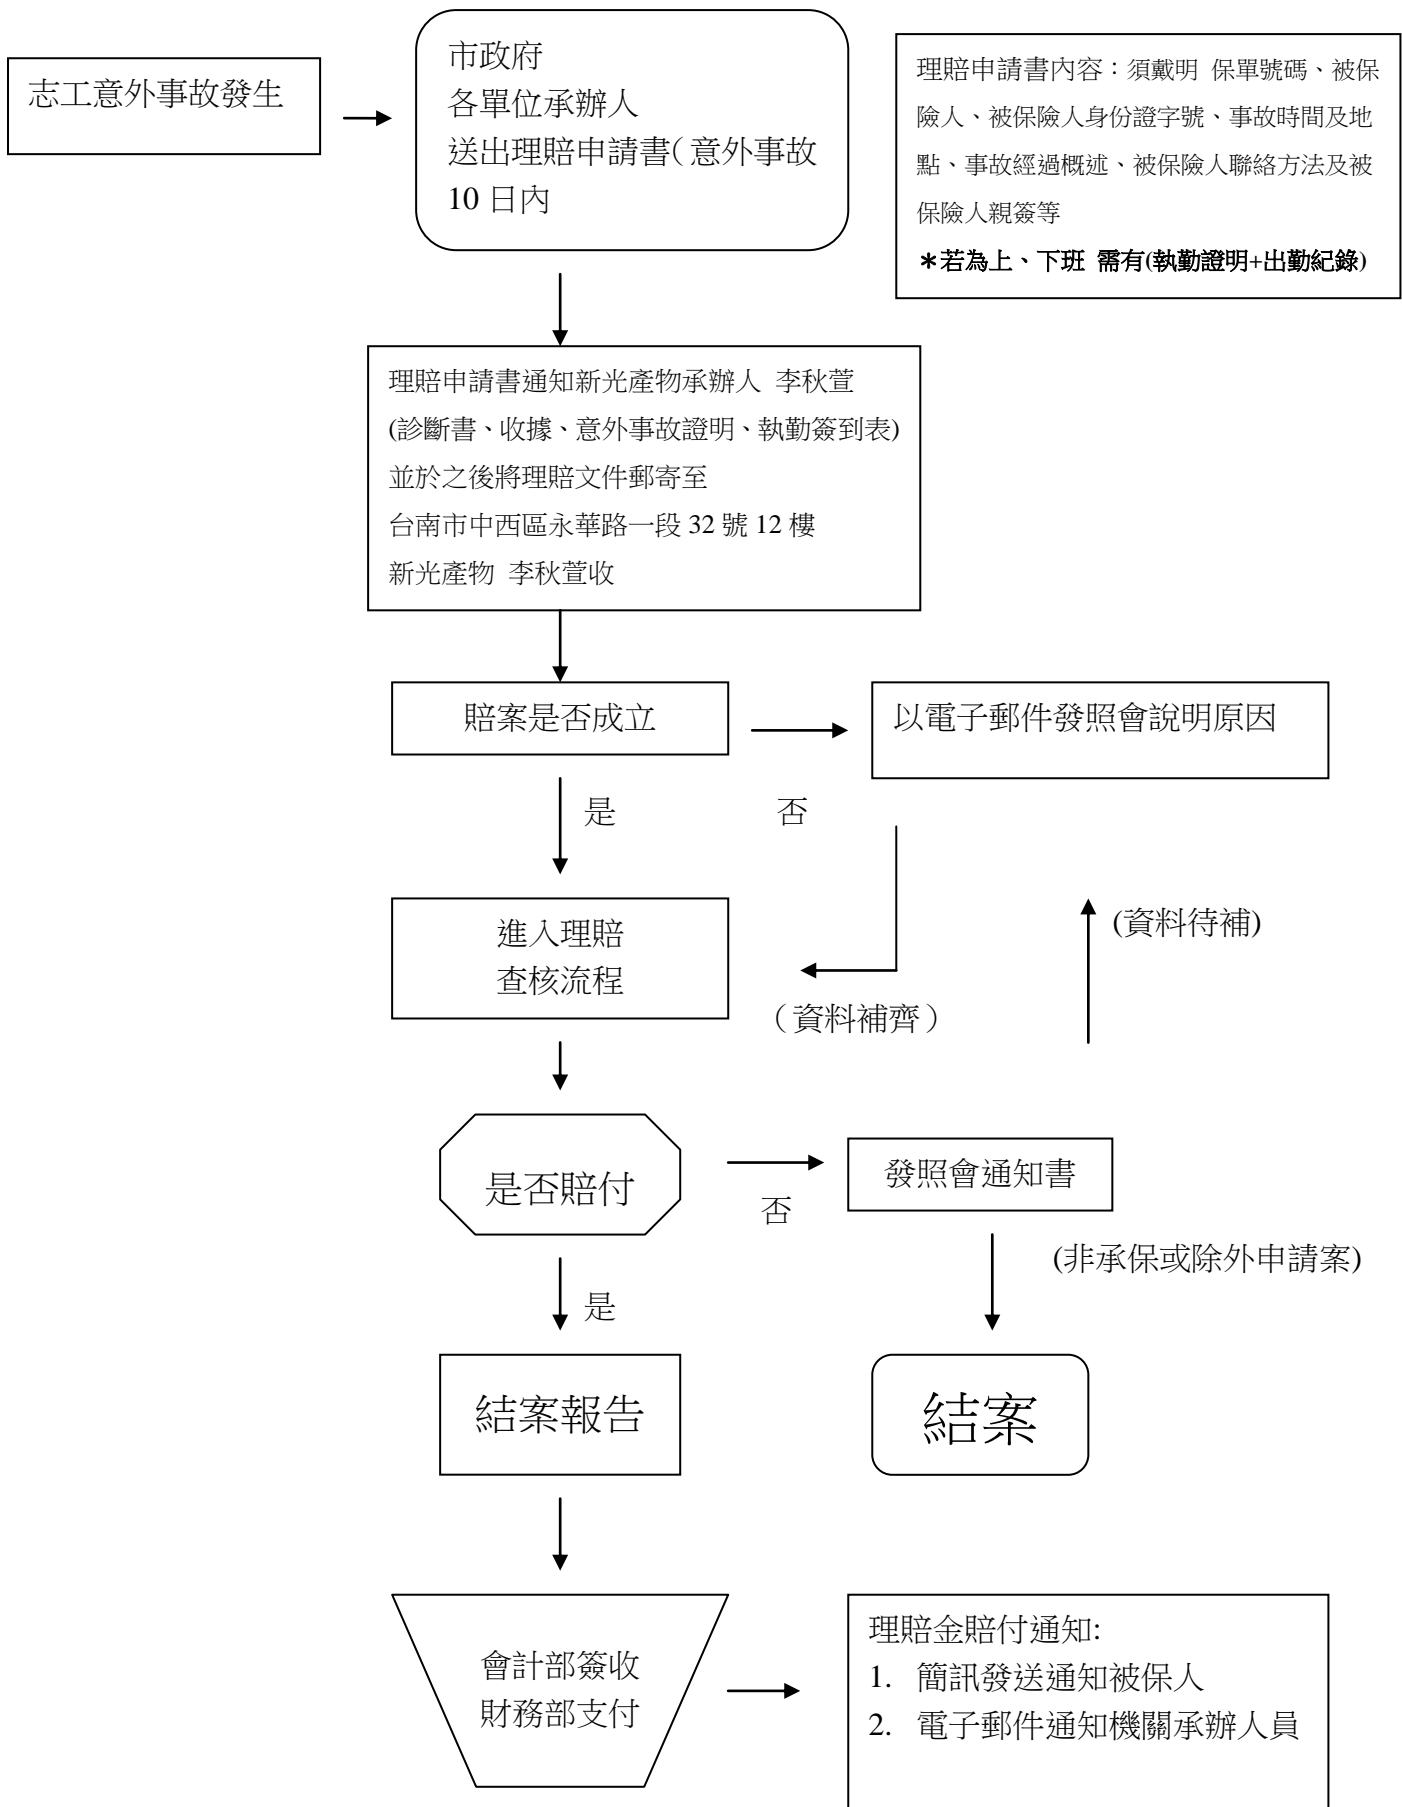 志工意外事故發生
市政府
各單位承辦人
送出理賠申請書(意外事故
10 日內
理賠申請書內容：須戴明 保單號碼、被保
險人、被保險人身份證字號、事故時間及地
點、事故經過概述、被保險人聯絡方法及被
保險人親簽等
＊若為上、下班 需有(執勤證明+出勤紀錄)
理賠申請書通知新光產物承辦人 李秋萱
(診斷書、收據、意外事故證明、執勤簽到表)
並於之後將理賠文件郵寄至
台南市中西區永華路一段 32 號 12 樓
新光產物 李秋萱收
賠案是否成立
以電子郵件發照會說明原因
是
否
進入理賠
查核流程
(資料待補)
（資料補齊）
是否賠付
否
發照會通知書
(非承保或除外申請案)
是
結案報告
結案
會計部簽收
財務部支付
理賠金賠付通知:
1. 簡訊發送通知被保人
2. 電子郵件通知機關承辦人員